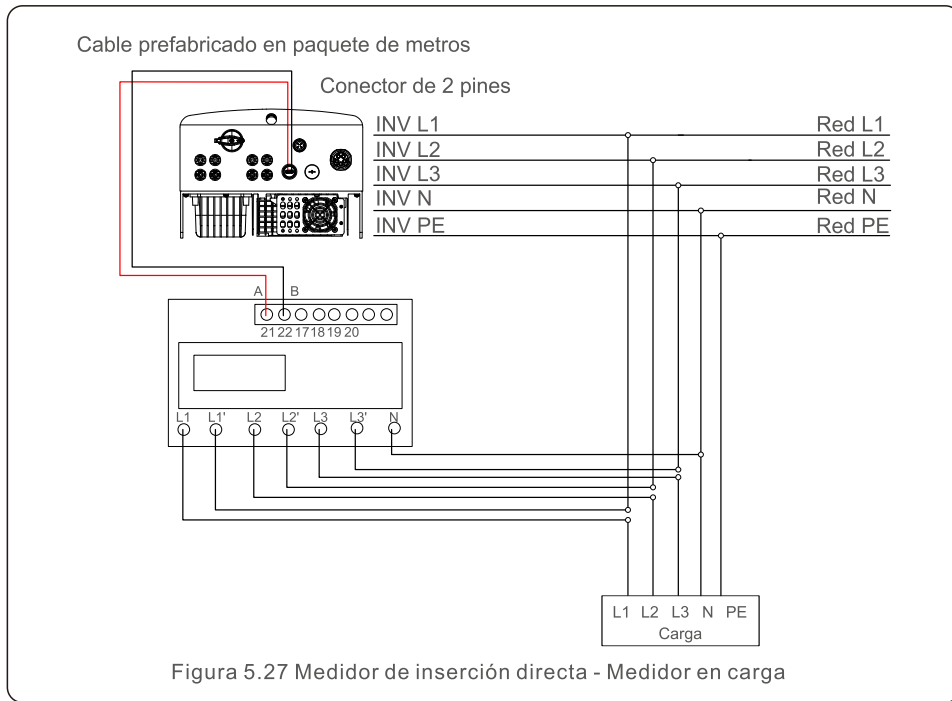 Cable prefabricado en paquete de metros
Conector de 2 pines
INV L1 Red L1
INV L2 Red L2
INV L3 Red L3
INV N Red N
INV PE Red PE
A B
21 22 17 18 19 20
L1 L1' L2 L2' L3 L3' N
L1 L2 L3 N PE
Carga
Figura 5.27 Medidor de inserción directa - Medidor en carga